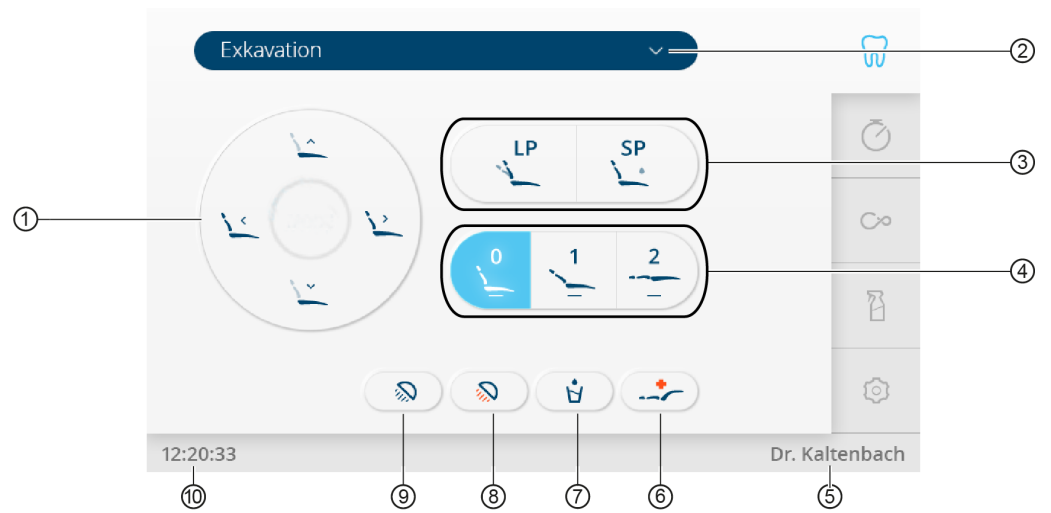 Exkavation
②
LP SP
③
①
0 1 2
④
12:20:33 Dr. Kaltenbach
⑩ ⑨ ⑧ ⑦ ⑥ ⑤